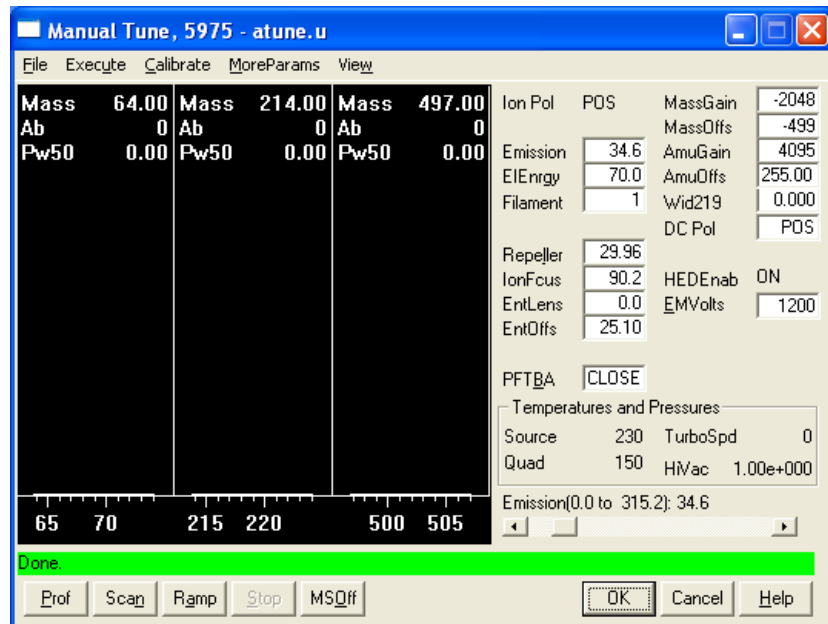 Manual Tune, 5975 - atune.u
File Execute Calibrate MoreParams View
Mass 64.00 Mass 214.00 Mass 497.00
Ab 0 Ab 0 Ab 0
Pw50 0.00 Pw50 0.00 Pw50 0.00
65 70 215 220 500 505
Ion Pol POS MassGain -2048
MassOffs -499
Emission 34.6 AmuGain 4095
ElEnrgy 70.0 AmuOffs 255.00
Filament 1 Wid219 0.000
DC Pol POS
Repeller 29.96
IonFcus 90.2 HEDEnab ON
EntLens 0.0 EMVolts 1200
EntOffs 25.10
PFTBA CLOSE
Temperatures and Pressures
Source 230 TurboSpd 0
Quad 150 HiVac 1.00e+000
Emission(0.0 to 315.2): 34.6
Done.
Prof Scan Ramp Stop MSOff OK Cancel Help